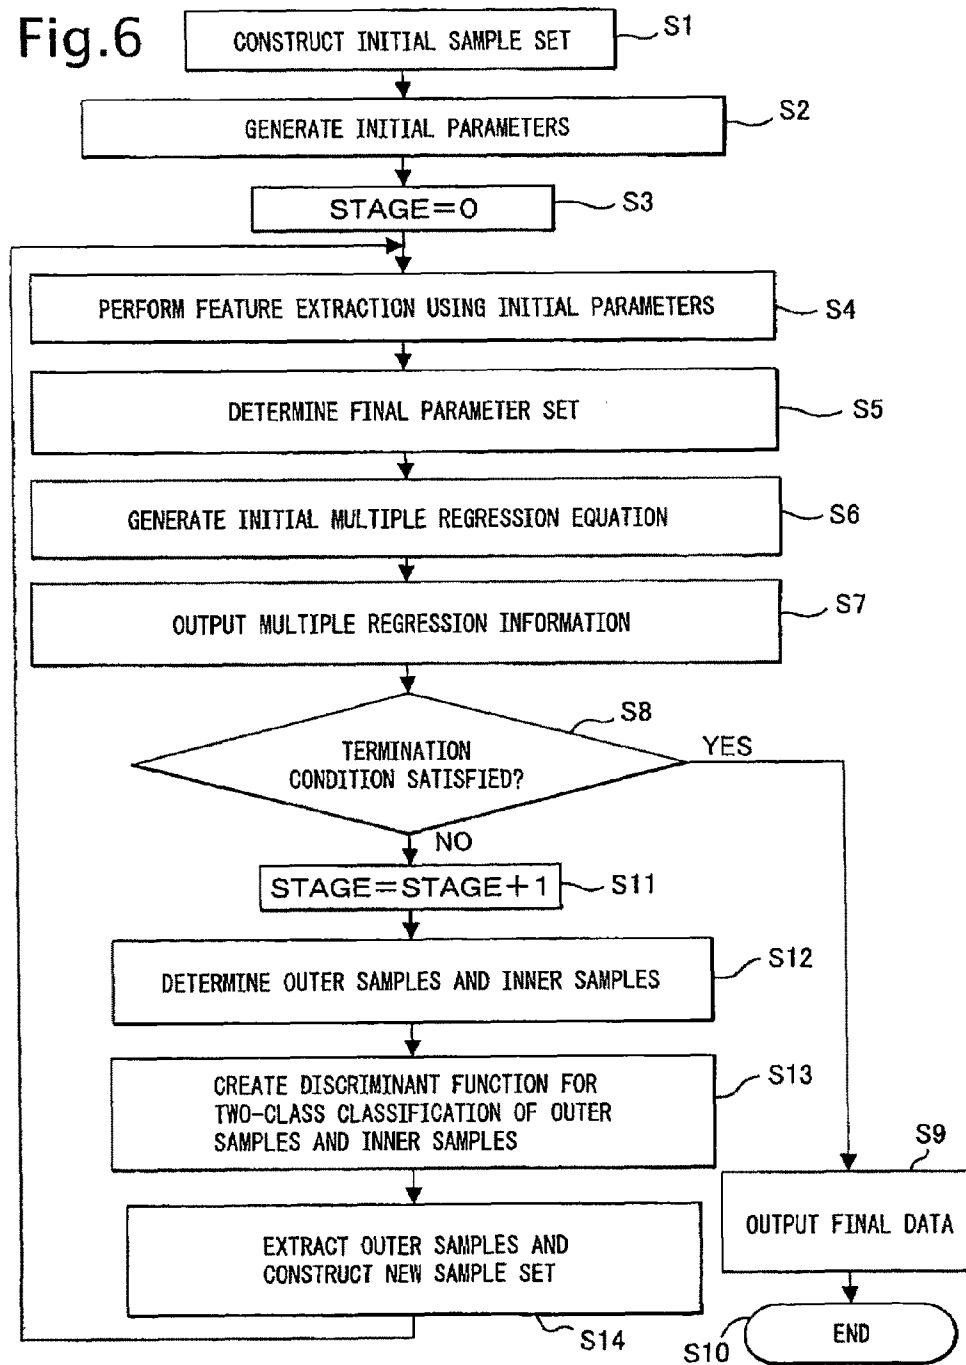 Fig.6
CONSTRUCT INITIAL SAMPLE SET
S1
GENERATE INITIAL PARAMETERS
S2
STAGE=0
S3
PERFORM FEATURE EXTRACTION USING INITIAL PARAMETERS
S4
DETERMINE FINAL PARAMETER SET
S5
GENERATE INITIAL MULTIPLE REGRESSION EQUATION
S6
OUTPUT MULTIPLE REGRESSION INFORMATION
S7
TERMINATION
CONDITION SATISFIED?
S8
YES
NO
STAGE=STAGE+1
S11
DETERMINE OUTER SAMPLES AND INNER SAMPLES
S12
CREATE DISCRIMINANT FUNCTION FOR
TWO-CLASS CLASSIFICATION OF OUTER
SAMPLES AND INNER SAMPLES
S13
EXTRACT OUTER SAMPLES AND
CONSTRUCT NEW SAMPLE SET
S14
S9
OUTPUT FINAL DATA
END
S10